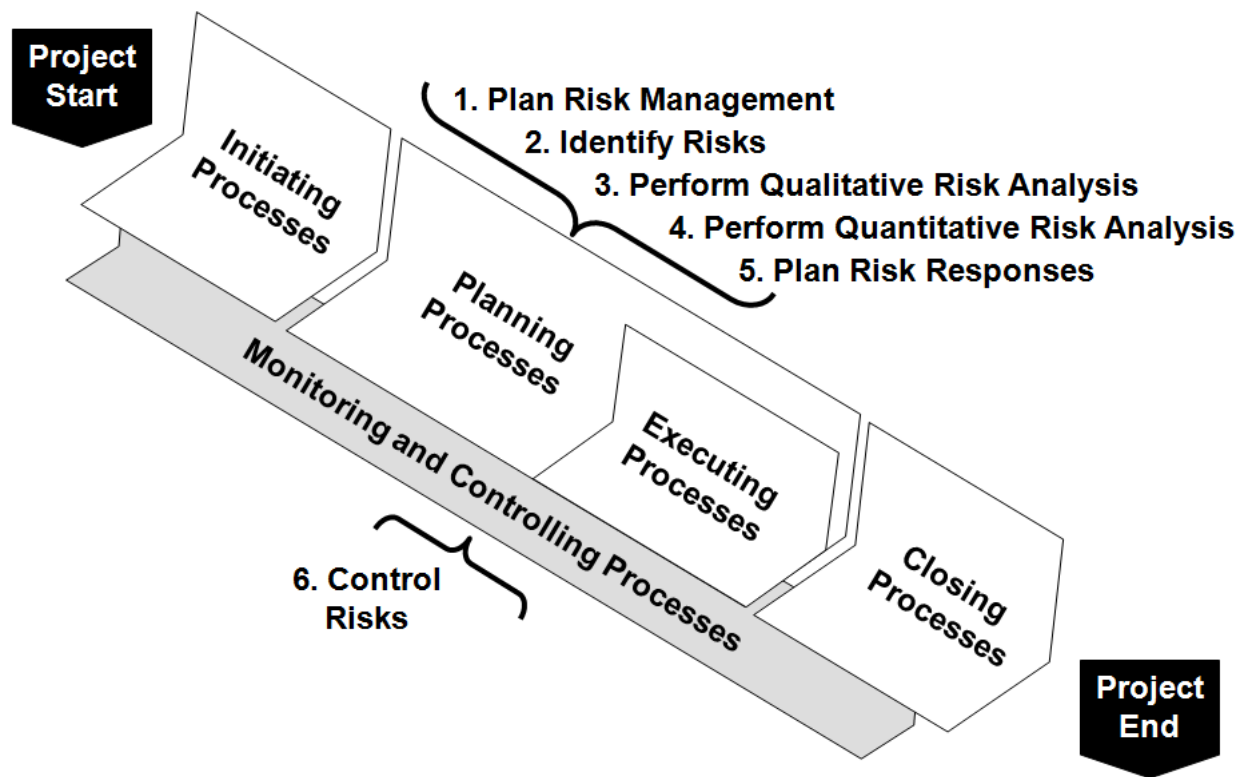 Project
Start
Initiating
Processes
1. Plan Risk Management
2. Identify Risks
3. Perform Qualitative Risk Analysis
4. Perform Quantitative Risk Analysis
5. Plan Risk Responses
Planning
Processes
Executing
Processes
Monitoring and Controlling Processes
6. Control
Risks
Closing
Processes
Project
End